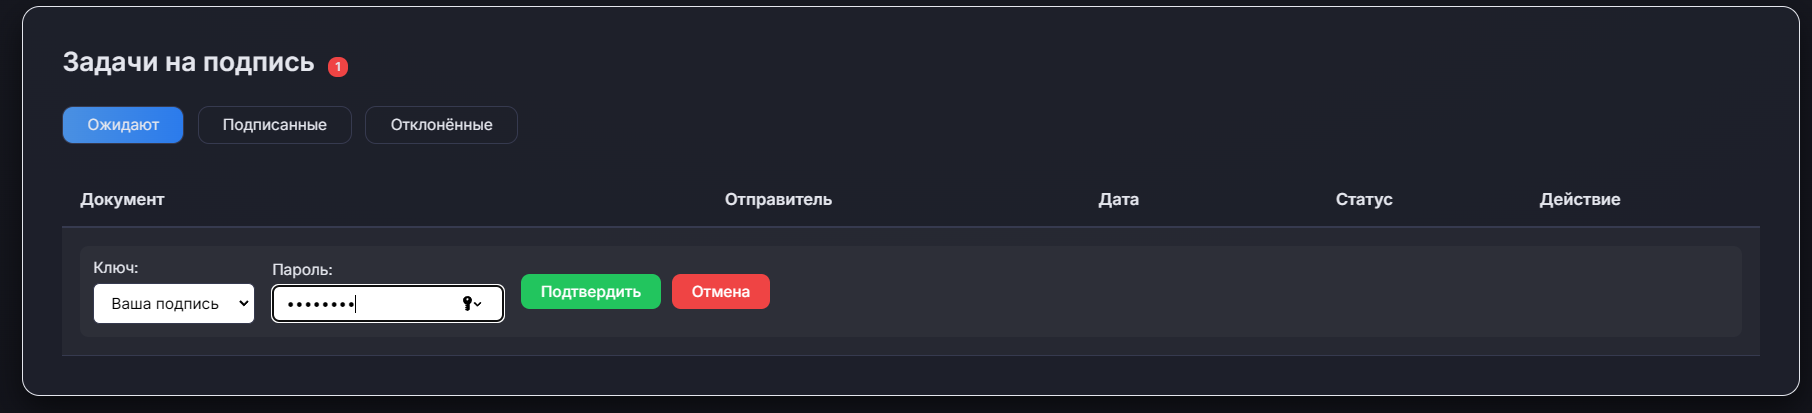 Задачи на подпись 1
Ожидают Подписанные Отклонённые
Документ Отправитель Дата Статус Действие
Ключ: Пароль:
Ваша подпись •••••••• Подтвердить Отмена